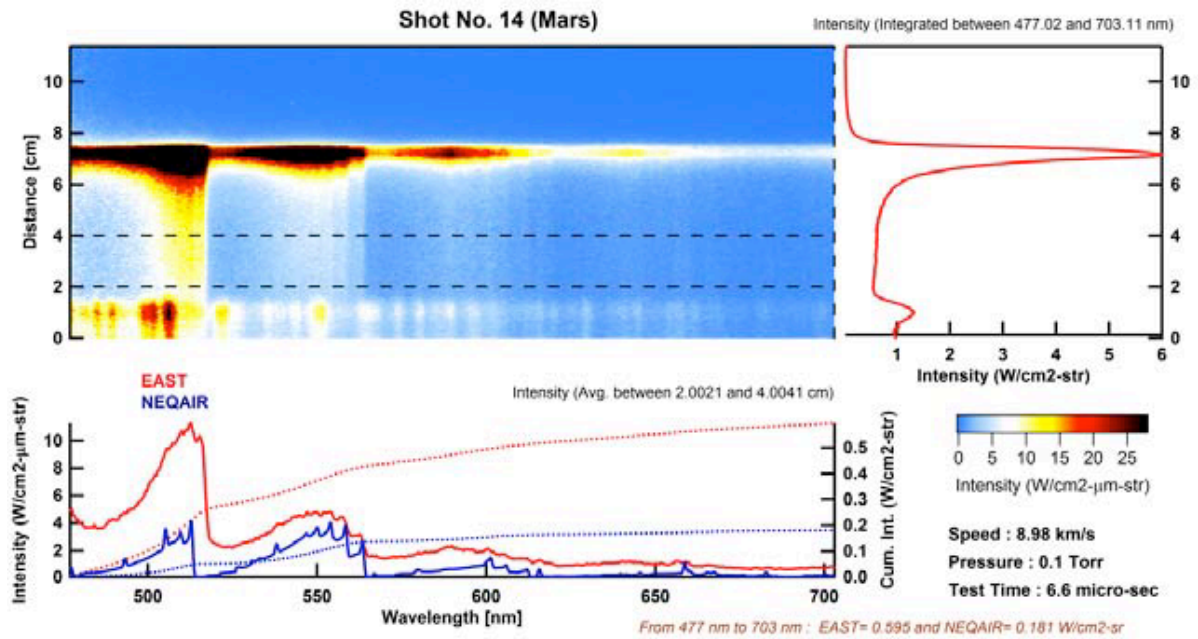 Shot No. 14 (Mars)
Intensity (Integrated between 477.02 and 703.11 nm)
Distance [cm]
10
8
6
4
2
0
10
8
6
4
2
0
1 2 3 4 5 6
Intensity (W/cm2-str)
EAST
NEQAIR
Intensity (Avg. between 2.0021 and 4.0041 cm)
Intensity (W/cm2-μm-str)
10
8
6
4
2
0
0.5
0.4
0.3
0.2
0.1
0.0
Cum. Int. (W/cm2-str)
500 550 600 650 700
Wavelength [nm]
0 5 10 15 20 25
Intensity (W/cm2-μm-str)
Speed : 8.98 km/s
Pressure : 0.1 Torr
Test Time : 6.6 micro-sec
From 477 nm to 703 nm : EAST= 0.595 and NEQAIR= 0.181 W/cm2-sr